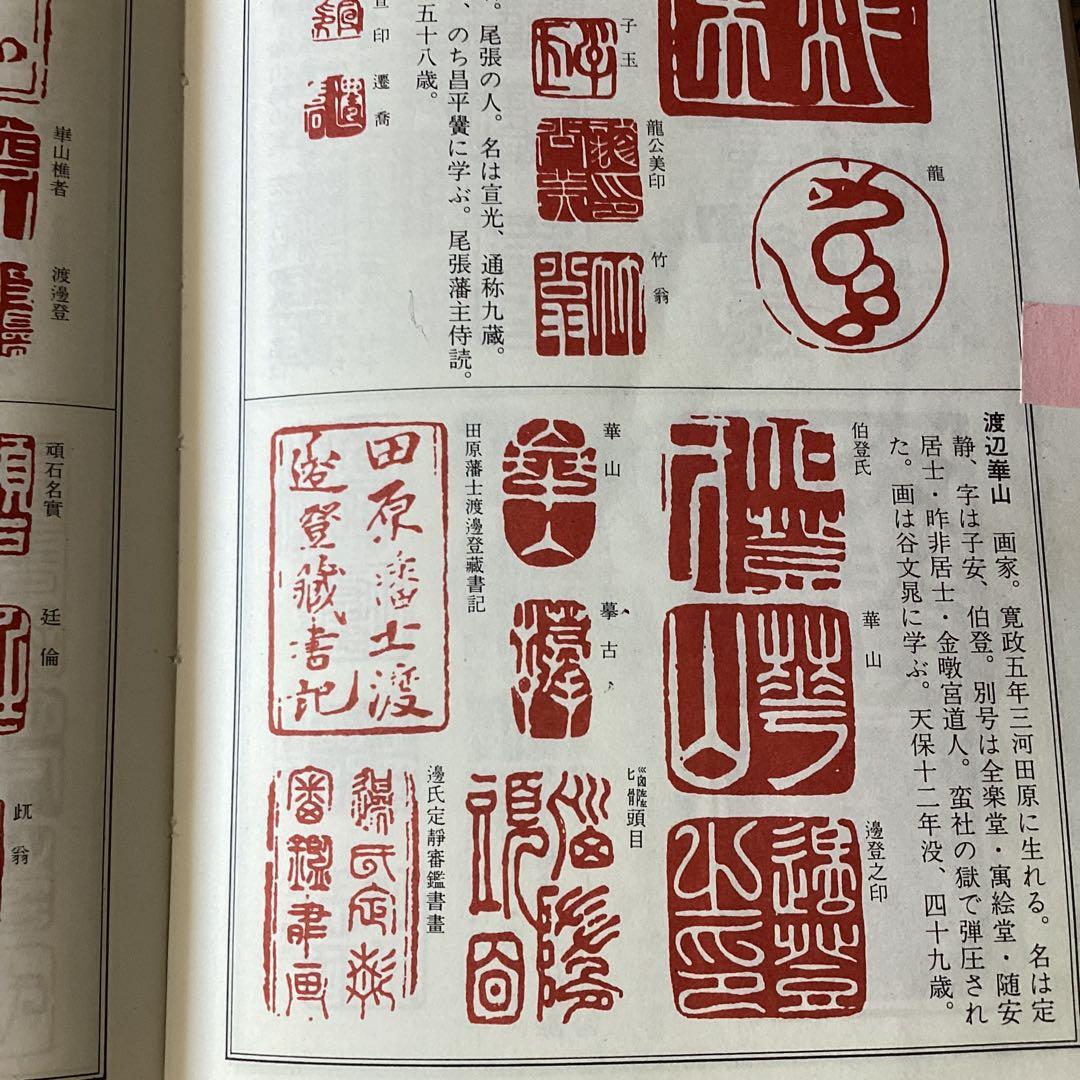 龍
龍公美印
竹翁
子玉
尾張の人。名は宣光、通称九蔵。
、のち昌平黌に学ぶ。尾張藩主侍読。
五十八歳。
印
遷喬
渡辺崋山 画家。寛政五年三河田原に生れる。名は定
静、字は子安、伯登。別号は全楽堂・寓絵堂・随安
居士・昨非居士・金暾宮道人。蛮社の獄で弾圧され
た。画は谷文晁に学ぶ。天保十二年没、四十九歳。
伯登氏
華山
邊登之印
華山
摹古
頭目
田原藩士渡邊登藏書記
田原藩士渡
邊登藏書記
邊氏定靜審鑑書畫
崋山樵者
渡邊登
頑石名實
廷倫
翁